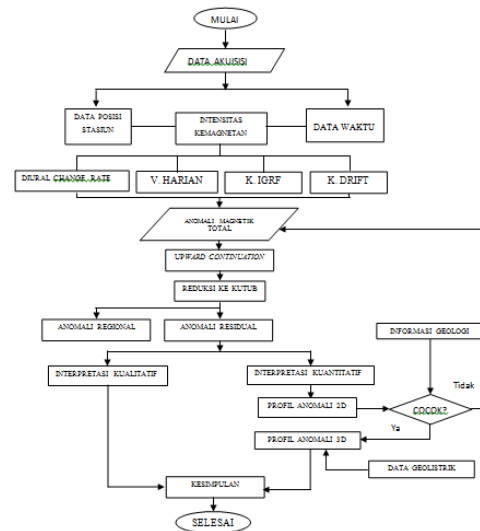 MULAI
DATA AKUISISI
DATA POSISI
STASIUN
INTENSITAS
KEMAGNETAN
DATA WAKTU
DIURAL CHANGE RATE
V. HARIAN
K. IGRF
K. DRIFT
ANOMALI MAGNETIK
TOTAL
UPWARD CONTINUATION
REDUKSI KE KUTUB
ANOMALI REGIONAL
ANOMALI RESIDUAL
INFORMASI GEOLOGI
INTERPRETASI KUALITATIF
INTERPRETASI KUANTITATIF
Tidak
PROFIL ANOMALI 2D
COCOK?
Ya
PROFIL ANOMALI 3D
DATA GEOLISTRIK
KESIMPULAN
SELESAI